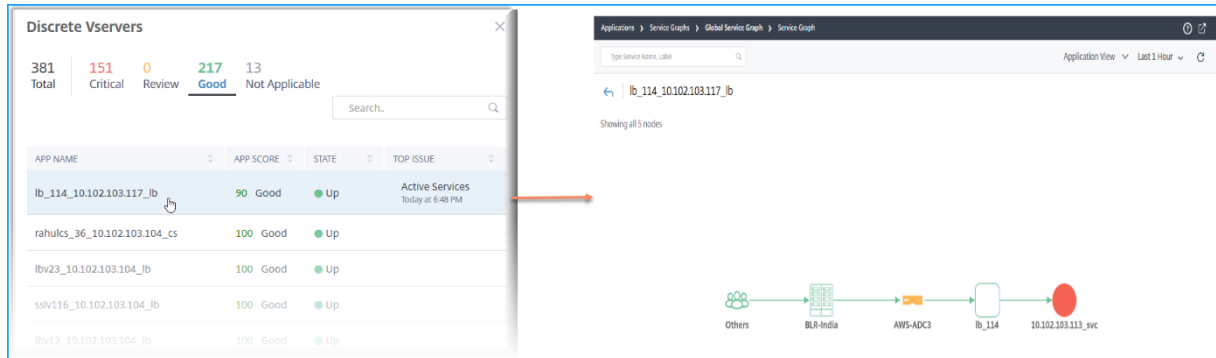 Discrete Vservers
381 151 0 217 13
Total Critical Review Good Not Applicable
Search..
APP NAME APP SCORE STATE TOP ISSUE
lb_114_10.102.103.117_lb 90 Good Up Active Services
Today at 6:48 PM
rahulcs_36_10.102.103.104_cs 100 Good Up
lbv23_10.102.103.104_lb 100 Good Up
sslv116_10.102.103.104_lb 100 Good Up
lbv12_10.102.103.104_lb 100 Good Up
Applications Service Graphs Global Service Graph Service Graph
Type Service Name, Label Application View Last 1 Hour
lb_114_10.102.103.117_lb
Showing all 5 nodes
Others BLR-India AWS-ADC3 lb_114 10.102.103.113_svc